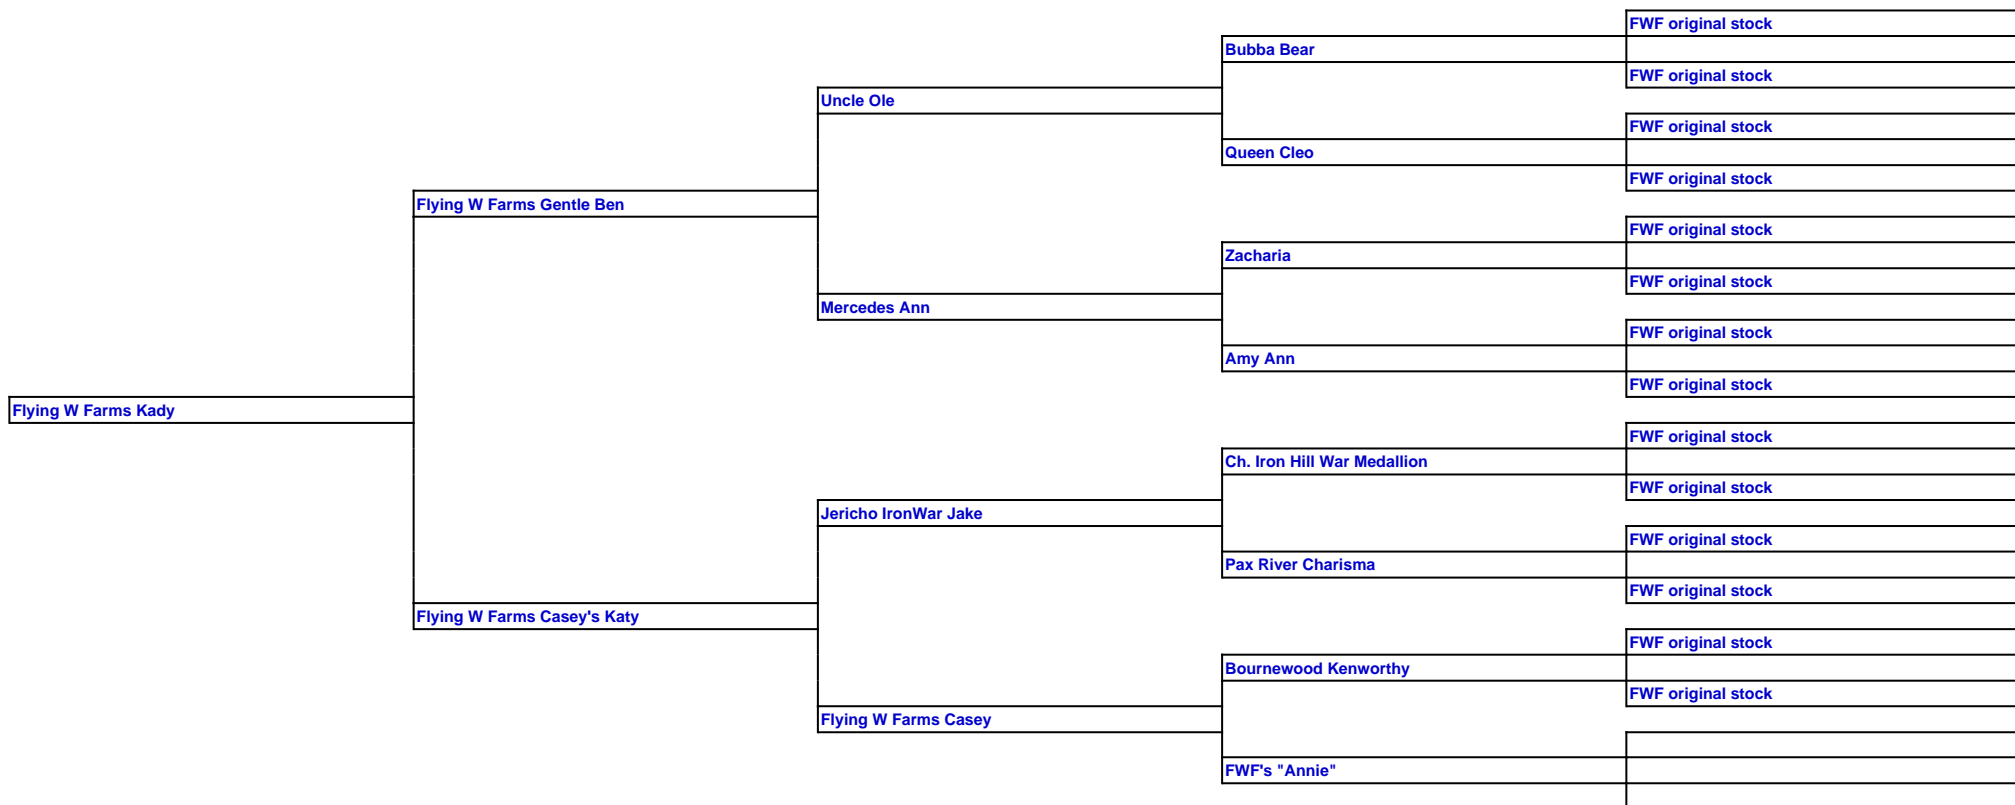 FWF original stock
Bubba Bear
FWF original stock
Uncle Ole
FWF original stock
Queen Cleo
FWF original stock
Flying W Farms Gentle Ben
FWF original stock
Zacharia
FWF original stock
Mercedes Ann
FWF original stock
Amy Ann
FWF original stock
Flying W Farms Kady
FWF original stock
Ch. Iron Hill War Medallion
FWF original stock
Jericho IronWar Jake
FWF original stock
Pax River Charisma
FWF original stock
Flying W Farms Casey's Katy
FWF original stock
Bournewood Kenworthy
FWF original stock
Flying W Farms Casey
FWF's "Annie"